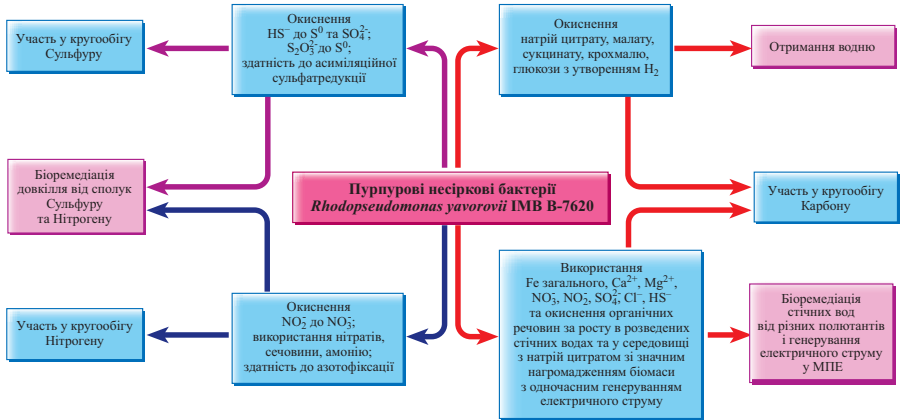 Участь у кругообігу
Сульфуру
Окиснення
HS⁻ до S⁰ та SO₄²⁻;
S₂O₃²⁻ до S⁰;
здатність до асиміляційної
сульфатредукції
Окиснення
натрій цитрату, малату,
сукцинату, крохмалю,
глюкози з утворенням H₂
Отримання водню
Біоремедіація
довкілля від сполук
Сульфуру
та Нітрогену
Пурпурові несіркові бактерії
Rhodopseudomonas yavorovii ІМВ В-7620
Участь у кругообігу
Карбону
Участь у кругообігу
Нітрогену
Окиснення
NO₂⁻ до NO₃⁻;
використання нітратів,
сечовини, амонію;
здатність до азотофіксації
Використання
Fe загального, Ca²⁺, Mg²⁺,
NO₃⁻, NO₂⁻, SO₄²⁻, Cl⁻, HS⁻
та окиснення органічних
речовин за росту в розведених
стічних водах та у середовищі
з натрій цитратом зі значним
нагромадженням біомаси
з одночасним генеруванням
електричного струму
Біоремедіація
стічних вод
від різних полютантів
і генерування
електричного струму
у МПЕ